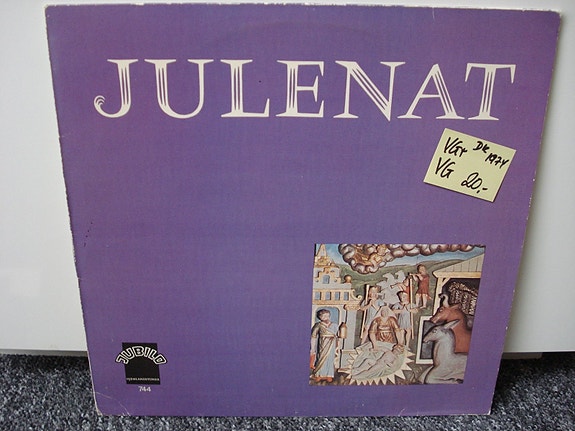 JULENAT
VG+ DK 1974
VG 20,-
JUBILO
744